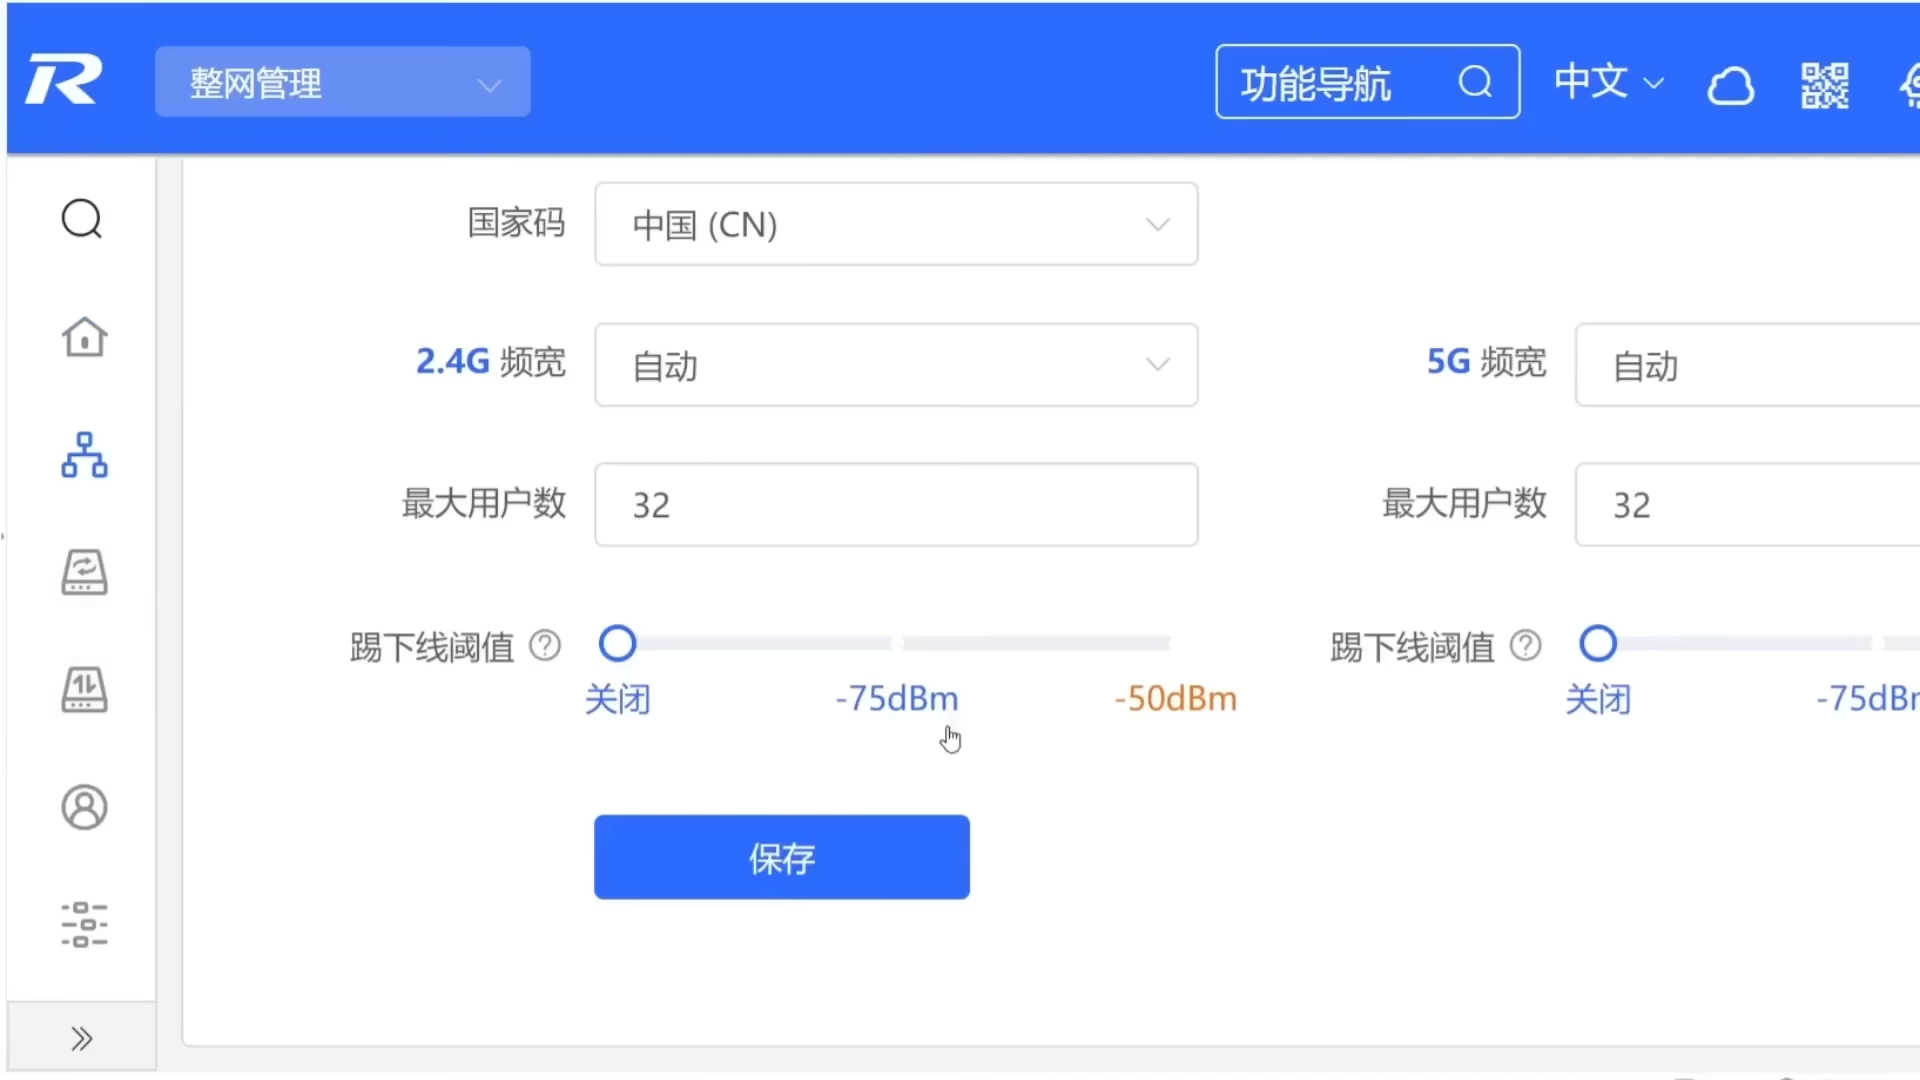 R 整网管理 功能导航 中文
国家码 中国 (CN)
2.4G 频宽 自动 5G 频宽 自动
最大用户数 32 最大用户数 32
踢下线阈值 ? 踢下线阈值 ?
关闭 -75dBm -50dBm 关闭 -75dBm
保存